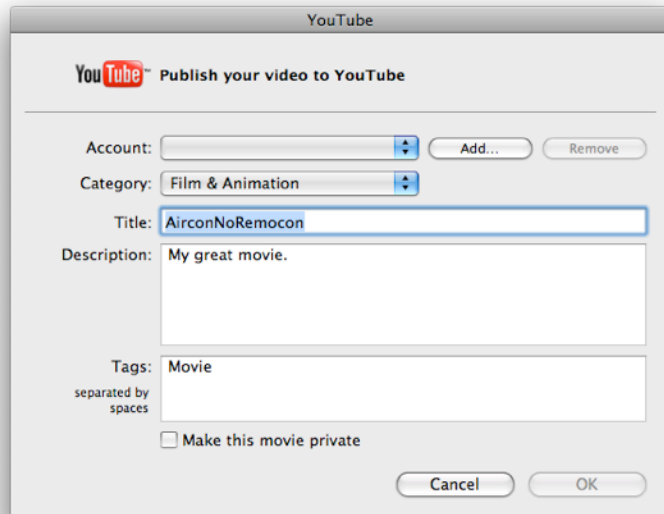 YouTube
YouTube™ Publish your video to YouTube
Account: Add... Remove
Category: Film & Animation
Title: AirconNoRemocon
Description: My great movie.
Tags: Movie
separated by
spaces
Make this movie private
Cancel OK